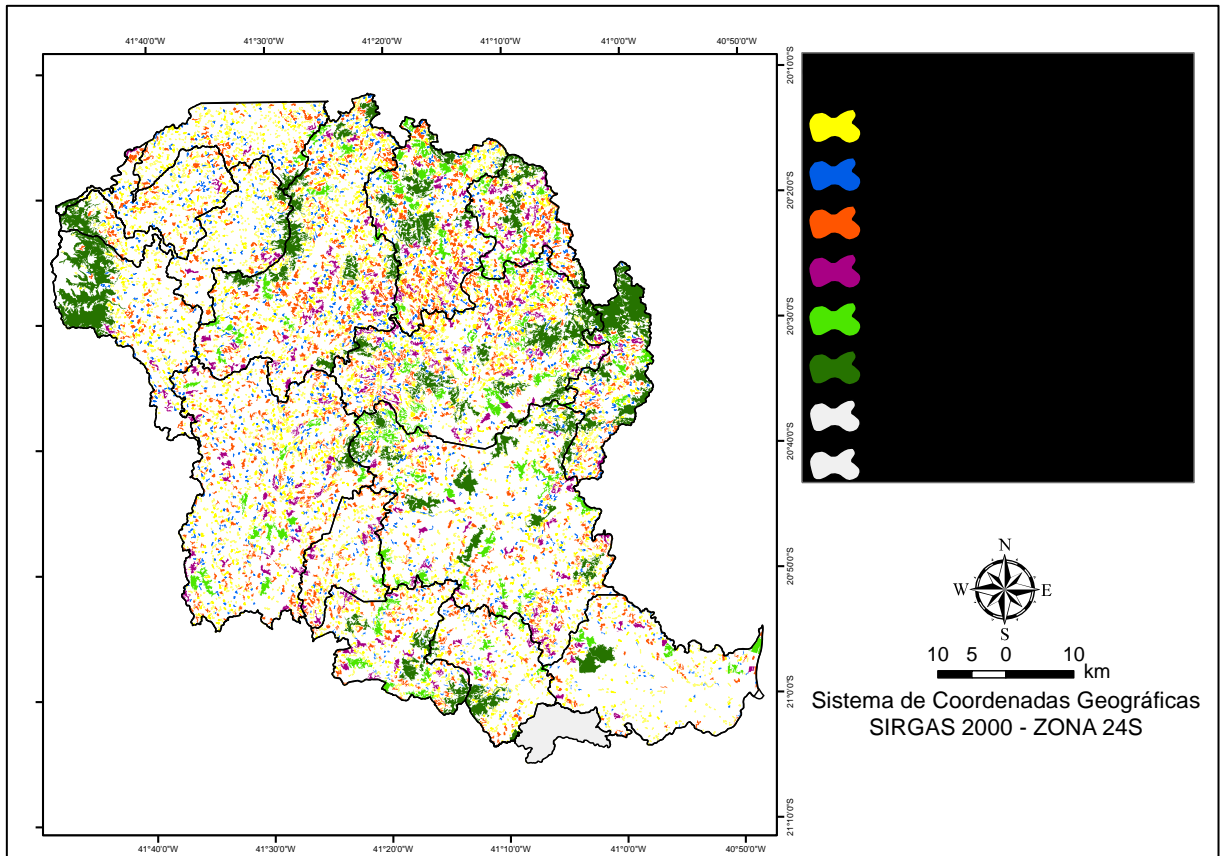 41°40'0"W 41°30'0"W 41°20'0"W 41°10'0"W 41°0'0"W 40°50'0"W
20°10'0"S
20°20'0"S
20°30'0"S
20°40'0"S
20°50'0"S
21°0'0"S
21°10'0"S
41°40'0"W 41°30'0"W 41°20'0"W 41°10'0"W 41°0'0"W 40°50'0"W
N
W E
S
10 5 0 10
km
Sistema de Coordenadas Geográficas
SIRGAS 2000 - ZONA 24S